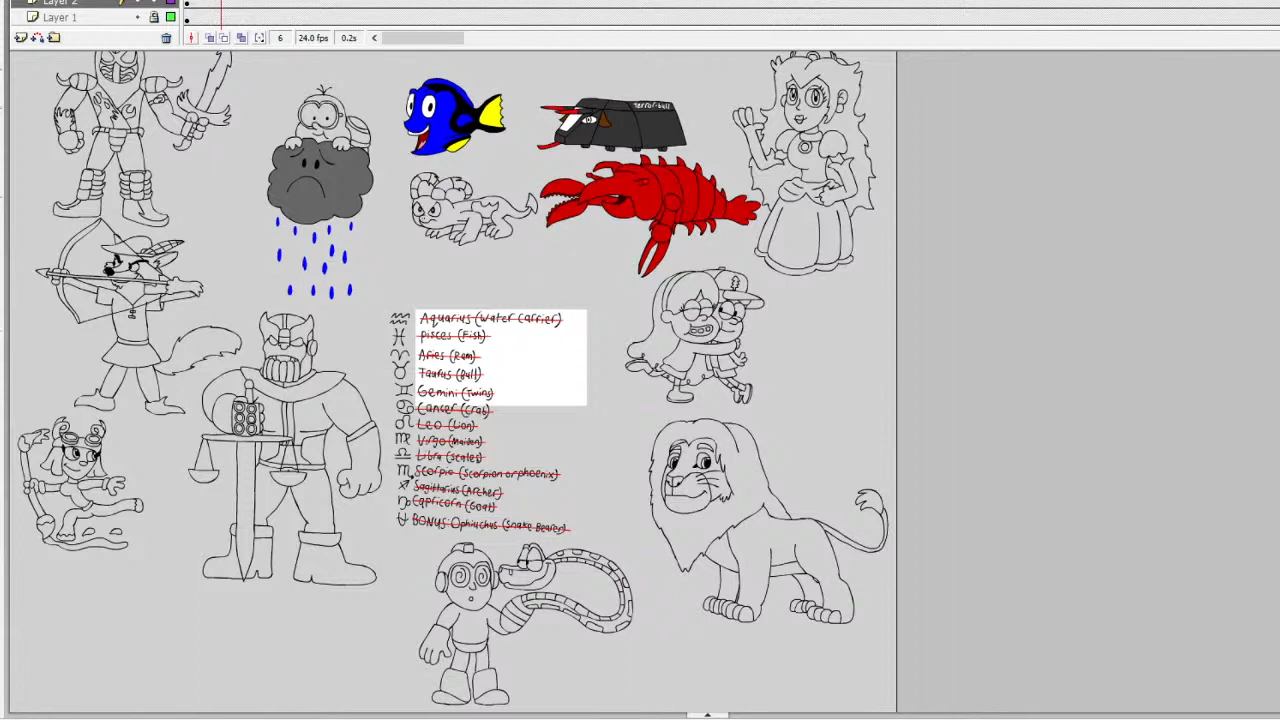 Layer 2
Layer 1
6 24.0 fps 0.2s
Terror-bull
♒ Aquarius (Water Carrier)
♓ Pisces (Fish)
♈ Aries (Ram)
♉ Taurus (Bull)
♊ Gemini (Twins)
♋ Cancer (Crab)
♌ Leo (Lion)
♍ Virgo (Maiden)
♎ Libra (Scales)
♏ Scorpio (Scorpion or phoenix)
♐ Sagittarius (Archer)
♑ Capricorn (Goat)
⛎ BONUS: Ophiuchus (Snake Bearer)